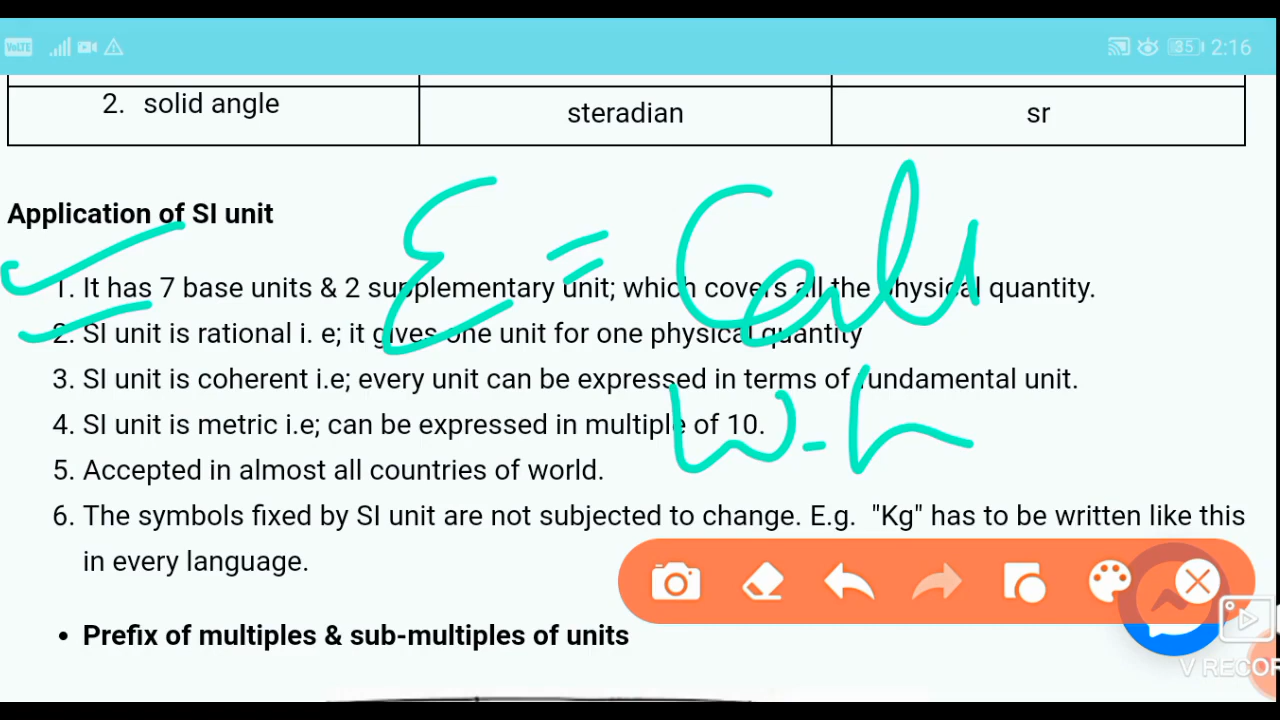 VoLTE 35 2:16
2. solid angle steradian sr
Application of SI unit
E =
1. It has 7 base units & 2 supplementary unit; which covers all the physical quantity.
2. SI unit is rational i. e; it gives one unit for one physical quantity
3. SI unit is coherent i.e; every unit can be expressed in terms of fundamental unit.
W-h
4. SI unit is metric i.e; can be expressed in multiple of 10.
5. Accepted in almost all countries of world.
6. The symbols fixed by SI unit are not subjected to change. E.g. "Kg" has to be written like this
in every language.
• Prefix of multiples & sub-multiples of units
V RECOR